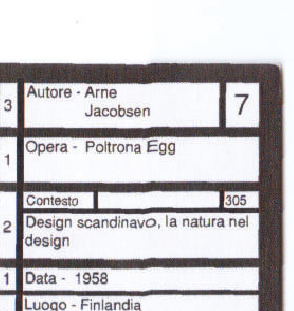 3 Autore - Arne 7
Jacobsen
1 Opera - Poltrona Egg
Contesto 305
2 Design scandinavo, la natura nel
design
1 Data - 1958
Luogo - Finlandia